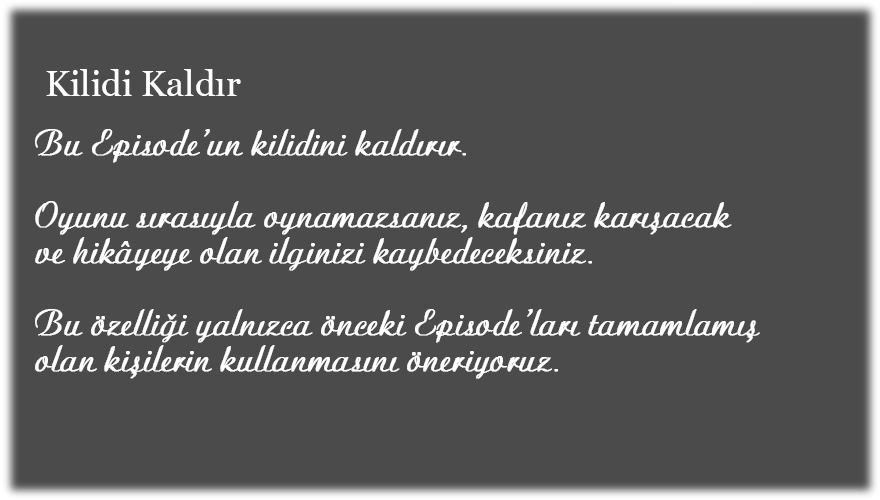 Kilidi Kaldır
Bu Episode’un kilidini kaldırır.
Oyunu sırasıyla oynamazsanız, kafanız karışacak
ve hikâyeye olan ilginizi kaybedeceksiniz.
Bu özelliği yalnızca önceki Episode’ları tamamlamış
olan kişilerin kullanmasını öneriyoruz.